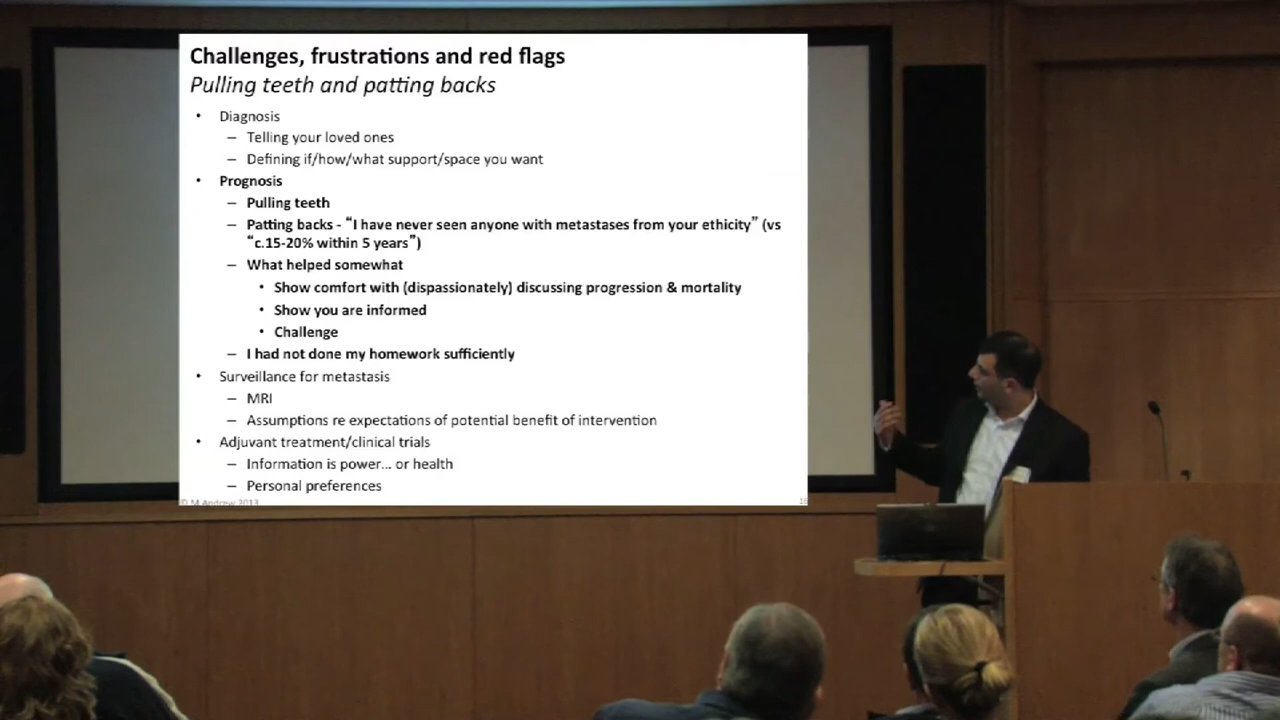 Challenges, frustrations and red flags
Pulling teeth and patting backs
• Diagnosis
– Telling your loved ones
– Defining if/how/what support/space you want
• Prognosis
– Pulling teeth
– Patting backs - “I have never seen anyone with metastases from your ethicity” (vs
“c.15-20% within 5 years”)
– What helped somewhat
• Show comfort with (dispassionately) discussing progression & mortality
• Show you are informed
• Challenge
– I had not done my homework sufficiently
• Surveillance for metastasis
– MRI
– Assumptions re expectations of potential benefit of intervention
• Adjuvant treatment/clinical trials
– Information is power... or health
– Personal preferences
© M Andrew 2013